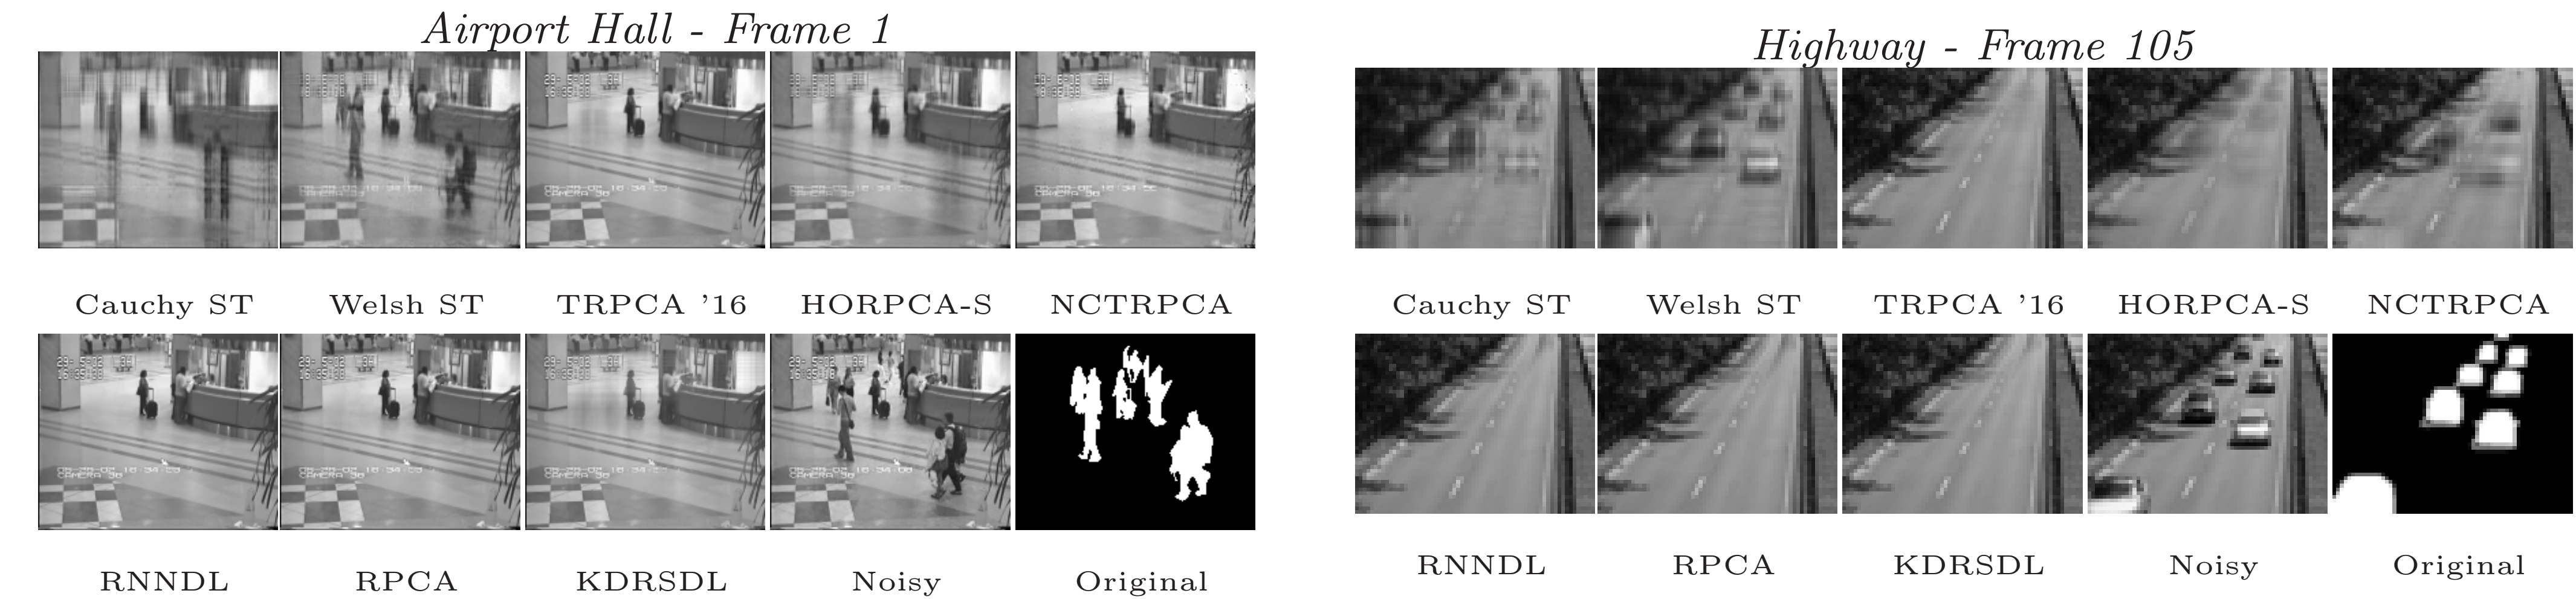 Airport Hall - Frame 1
Cauchy ST Welsh ST TRPCA '16 HORPCA-S NCTRPCA
RNNDL RPCA KDRSDL Noisy Original
Highway - Frame 105
Cauchy ST Welsh ST TRPCA '16 HORPCA-S NCTRPCA
RNNDL RPCA KDRSDL Noisy Original